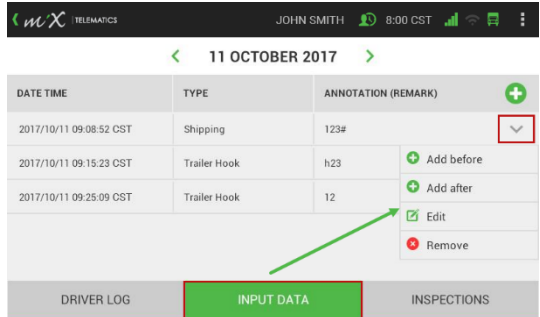 miX TELEMATICS JOHN SMITH 8:00 CST
11 OCTOBER 2017
DATE TIME TYPE ANNOTATION (REMARK)
2017/10/11 09:08:52 CST Shipping 123#
2017/10/11 09:15:23 CST Trailer Hook h23
Add before
2017/10/11 09:25:09 CST Trailer Hook 12
Add after
Edit
Remove
DRIVER LOG INPUT DATA INSPECTIONS